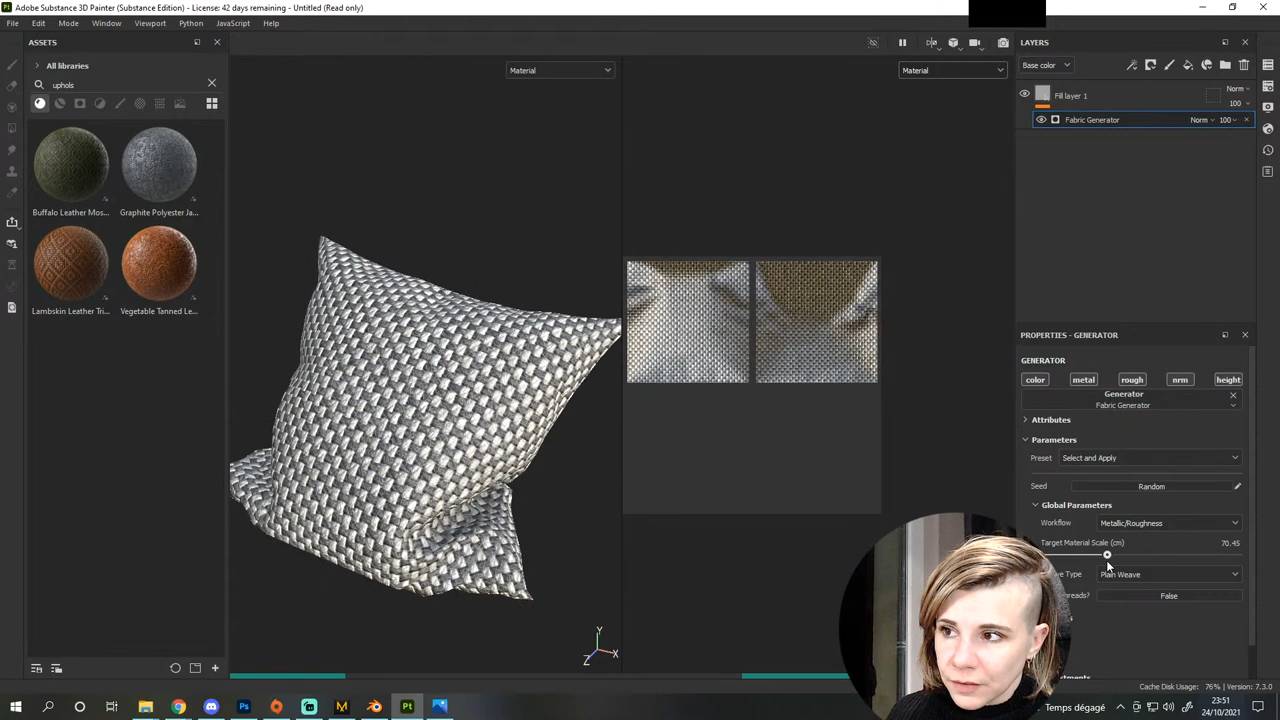 Pt Adobe Substance 3D Painter (Substance Edition) - License: 42 days remaining - Untitled (Read only)
File Edit Mode Window Viewport Python JavaScript Help
ASSETS
All libraries
uphols
Buffalo Leather Mos... Graphite Polyester Ja...
Lambskin Leather Tri... Vegetable Tanned Le...
Material
Material
Y
Z X
LAYERS
Base color
Fill layer 1 Norm
100
Fabric Generator Norm 100
PROPERTIES - GENERATOR
GENERATOR
color metal rough nrm height
Generator
Fabric Generator
Attributes
Parameters
Preset Select and Apply
Seed Random
Global Parameters
Workflow Metallic/Roughness
Target Material Scale (cm) 70.45
Type Plain Weave
reads? False
Cache Disk Usage: 76% | Version: 7.3.0
Ps Pt
Temps dégagé
23:51
24/10/2021